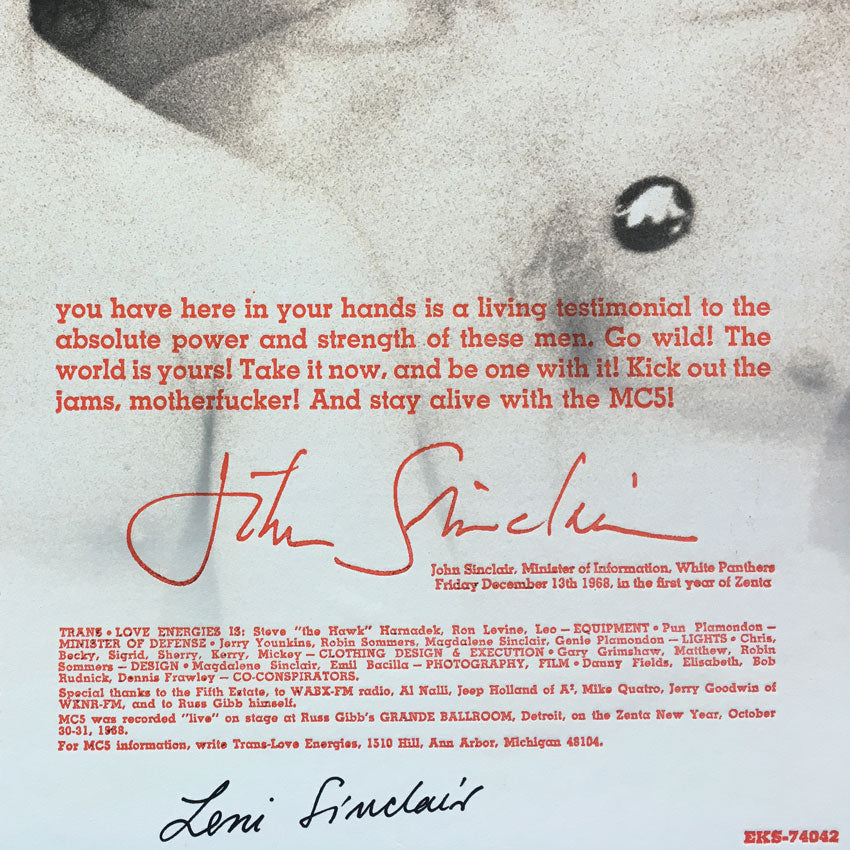 you have here in your hands is a living testimonial to the
absolute power and strength of these men. Go wild! The
world is yours! Take it now, and be one with it! Kick out the
jams, motherfucker! And stay alive with the MC5!
John Sinclair
John Sinclair, Minister of Information, White Panthers
Friday December 13th 1968, in the first year of Zenta
TRANS • LOVE ENERGIES IS: Steve "the Hawk" Harnadek, Ron Levine, Leo — EQUIPMENT • Pun Plamondon —
MINISTER OF DEFENSE • Jerry Younkins, Robin Sommers, Magdalene Sinclair, Genie Plamondon — LIGHTS • Chris,
Becky, Sigrid, Sherry, Kerry, Mickey — CLOTHING DESIGN & EXECUTION • Gary Grimshaw, Matthew, Robin
Sommers — DESIGN • Magdalene Sinclair, Emil Bacilla — PHOTOGRAPHY, FILM • Danny Fields, Elisabeth, Bob
Rudnick, Dennis Frawley — CO-CONSPIRATORS.
Special thanks to the Fifth Estate, to WABX-FM radio, Al Nalli, Jeep Holland of A², Mike Quatro, Jerry Goodwin of
WKNR-FM, and to Russ Gibb himself.
MC5 was recorded "live" on stage at Russ Gibb's GRANDE BALLROOM, Detroit, on the Zenta New Year, October
30-31, 1968.
For MC5 information, write Trans-Love Energies, 1510 Hill, Ann Arbor, Michigan 48104.
Leni Sinclair
EKS-74042